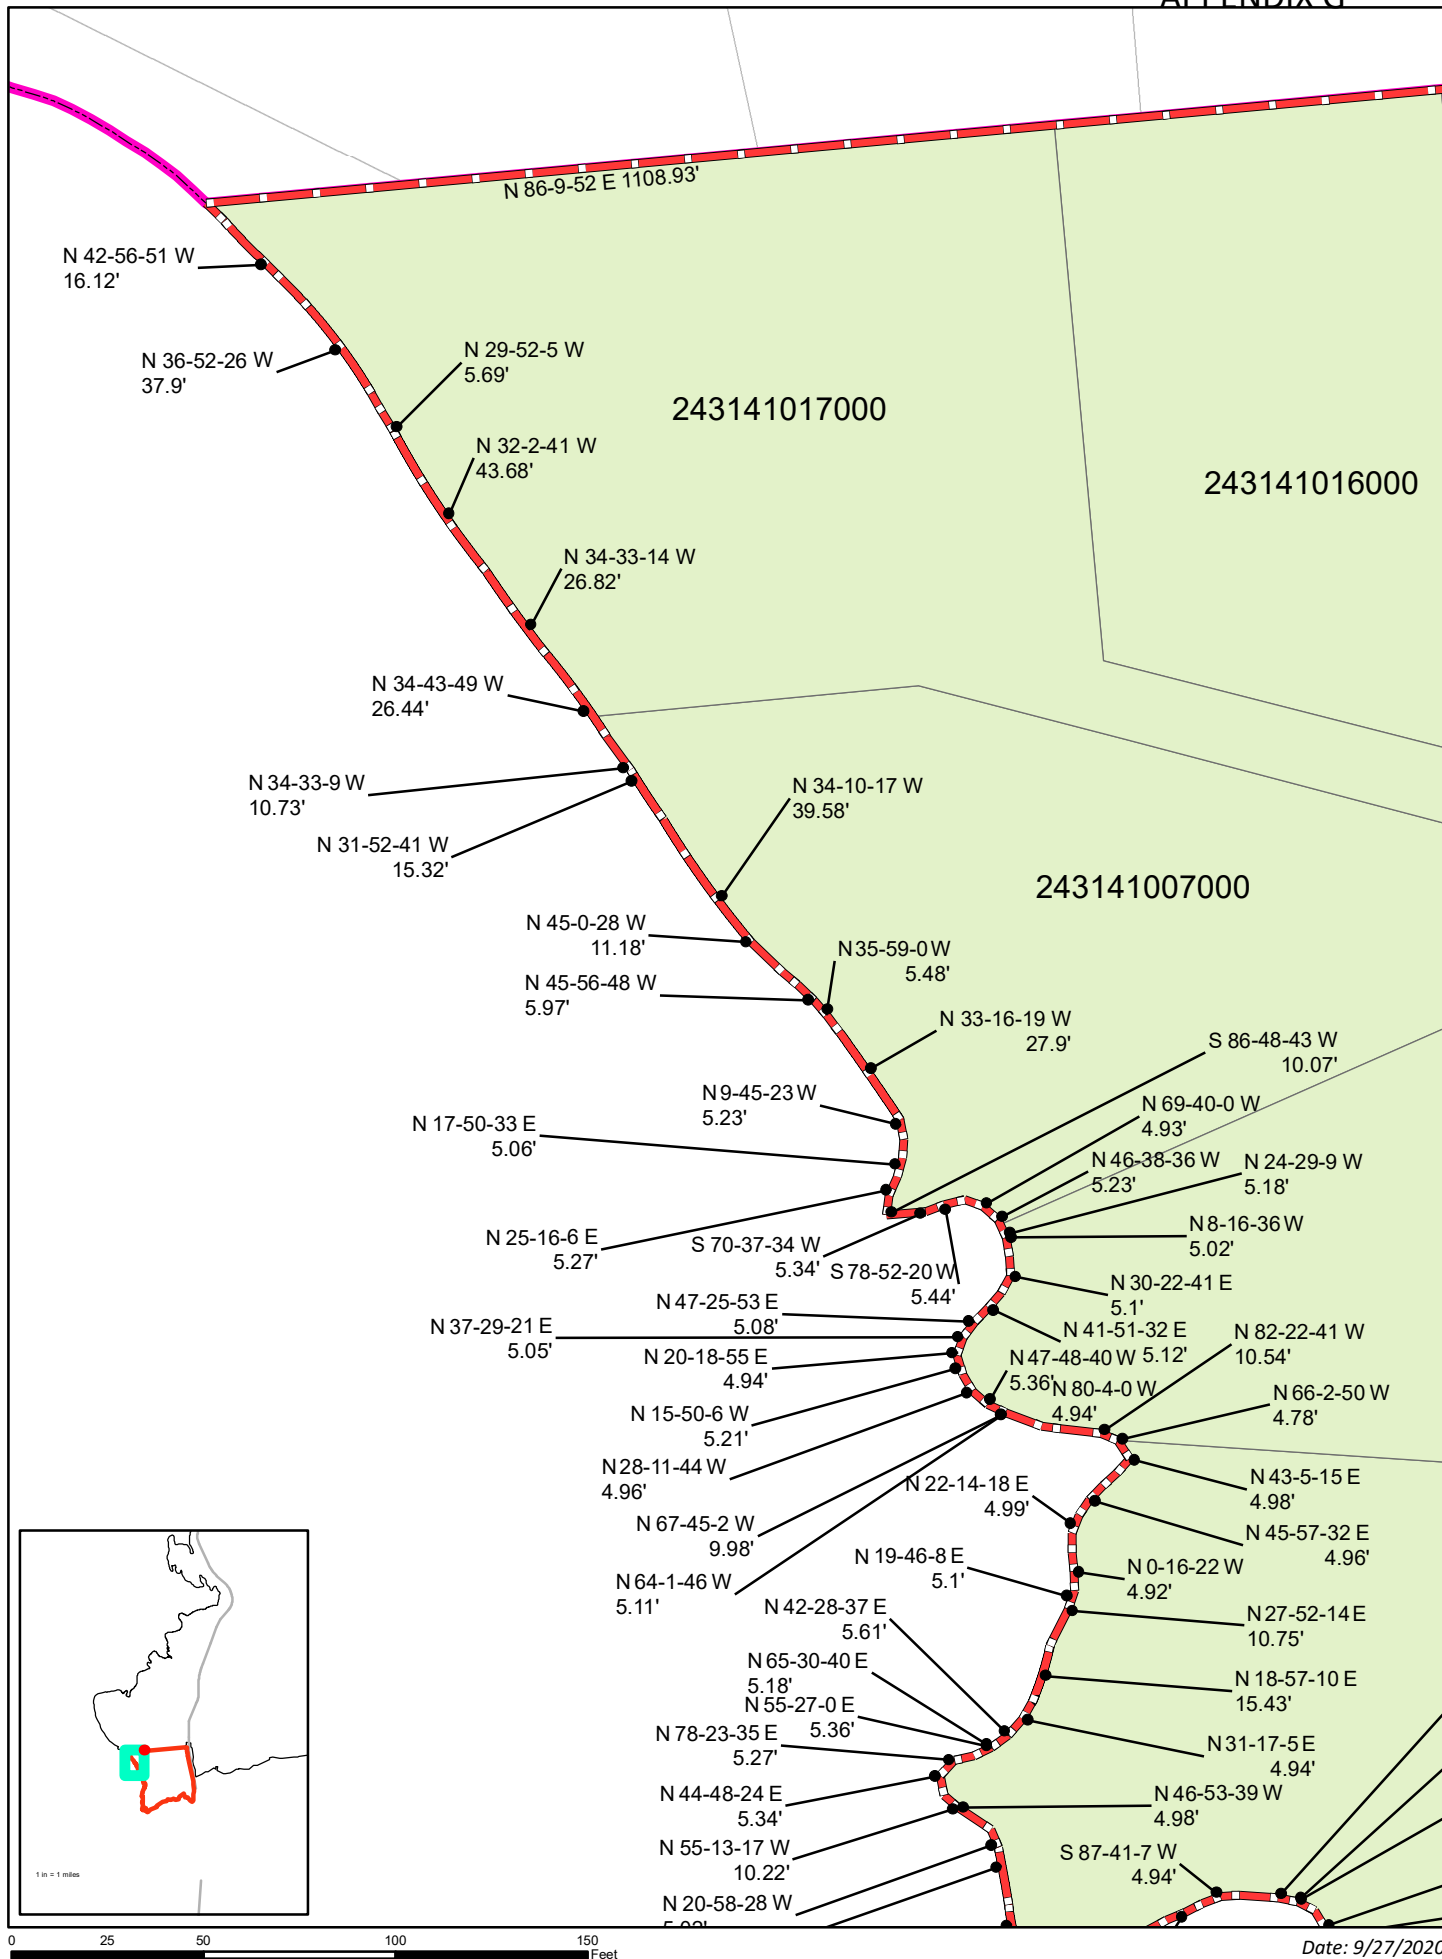 APPENDIX G
N 86-9-52 E 1108.93'
N 42-56-51 W
16.12'
N 36-52-26 W
37.9'
N 29-52-5 W
5.69'
243141017000
N 32-2-41 W
43.68'
243141016000
N 34-33-14 W
26.82'
N 34-43-49 W
26.44'
N 34-33-9 W
10.73'
N 34-10-17 W
39.58'
N 31-52-41 W
15.32'
243141007000
N 45-0-28 W
11.18'
N 35-59-0 W
5.48'
N 45-56-48 W
5.97'
N 33-16-19 W
27.9'
S 86-48-43 W
10.07'
N 9-45-23 W
5.23'
N 69-40-0 W
4.93'
N 17-50-33 E
5.06'
N 46-38-36 W
5.23'
N 24-29-9 W
5.18'
N 8-16-36 W
5.02'
N 25-16-6 E
5.27'
S 70-37-34 W
5.34'
S 78-52-20 W
5.44'
N 30-22-41 E
5.1'
N 47-25-53 E
5.08'
N 37-29-21 E
5.05'
N 41-51-32 E
5.12'
N 82-22-41 W
10.54'
N 20-18-55 E
4.94'
N 47-48-40 W
5.36'
N 80-4-0 W
4.94'
N 66-2-50 W
4.78'
N 15-50-6 W
5.21'
N 28-11-44 W
4.96'
N 22-14-18 E
4.99'
N 43-5-15 E
4.98'
N 67-45-2 W
9.98'
N 45-57-32 E
4.96'
N 19-46-8 E
5.1'
N 0-16-22 W
4.92'
N 64-1-46 W
5.11'
N 42-28-37 E
5.61'
N 27-52-14 E
10.75'
N 65-30-40 E
5.18'
N 18-57-10 E
15.43'
N 55-27-0 E
5.36'
N 78-23-35 E
5.27'
N 31-17-5 E
4.94'
N 44-48-24 E
5.34'
N 46-53-39 W
4.98'
N 55-13-17 W
10.22'
S 87-41-7 W
4.94'
N 20-58-28 W
5.02'
1 in = 1 miles
0 25 50 100 150
Feet
Date: 9/27/2020